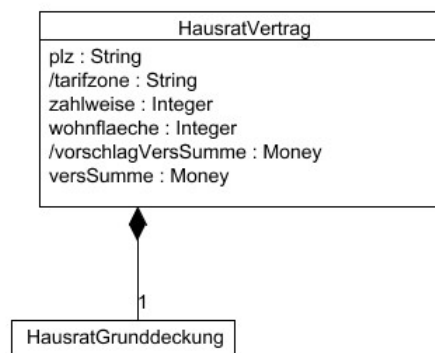 HausratVertrag
plz : String
/tarifzone : String
zahlweise : Integer
wohnflaeche : Integer
/vorschlagVersSumme : Money
versSumme : Money
1
HausratGrunddeckung